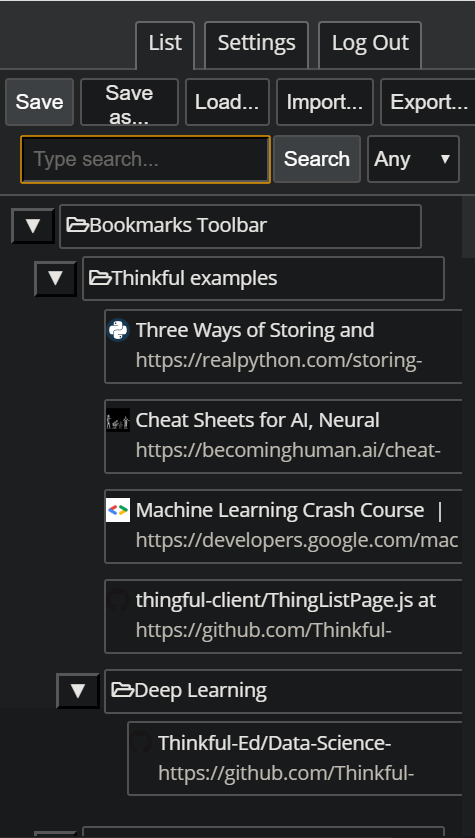 List Settings Log Out
Save Save as... Load... Import... Export...
Type search... Search Any ▼
▼ Bookmarks Toolbar
▼ Thinkful examples
Three Ways of Storing and
https://realpython.com/storing-
Cheat Sheets for AI, Neural
https://becominghuman.ai/cheat-
Machine Learning Crash Course |
https://developers.google.com/mac
thingful-client/ThingListPage.js at
https://github.com/Thinkful-
▼ Deep Learning
Thinkful-Ed/Data-Science-
https://github.com/Thinkful-